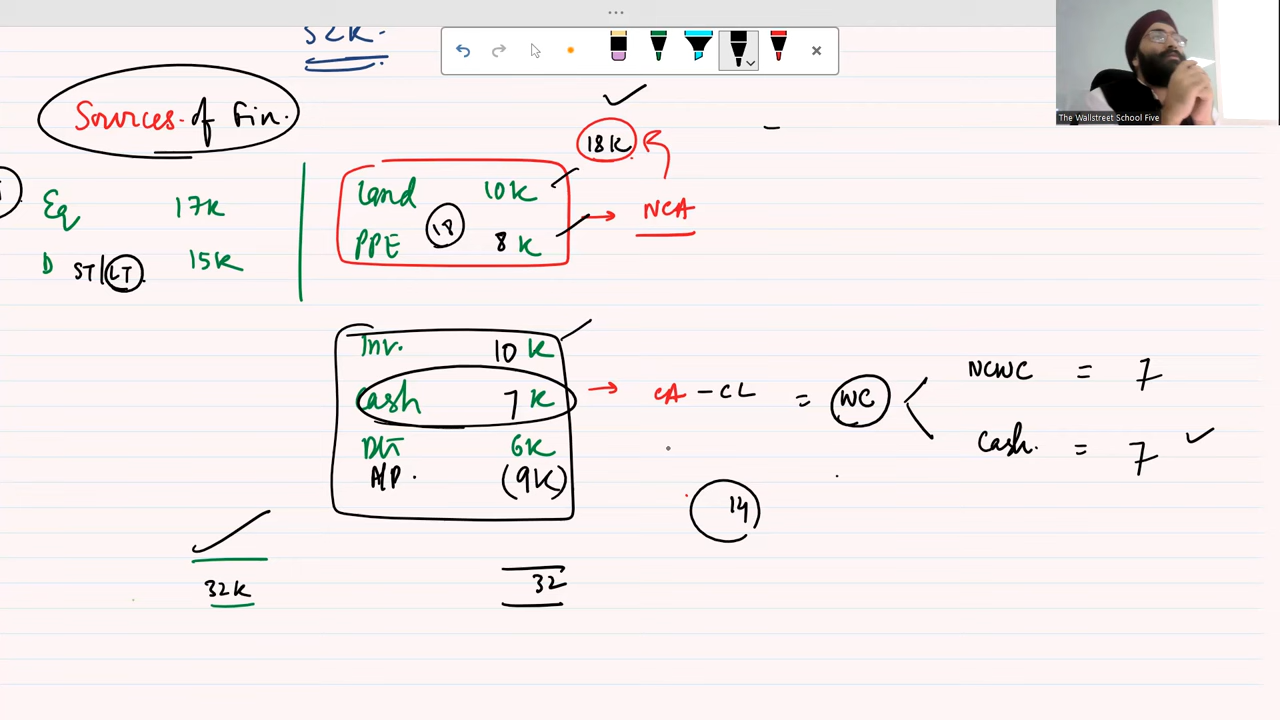 52K.
Sources of Fin.
Eq 17K
D ST/LT 15K
18K
Land 10K
PPE 18 8K
NCA
Inv. 10K
Cash 7K
6K
A/P. (9K)
CA - CL = WC
NCWC = 7
Cash. = 7
14
32K
32
The Wallstreet School Five